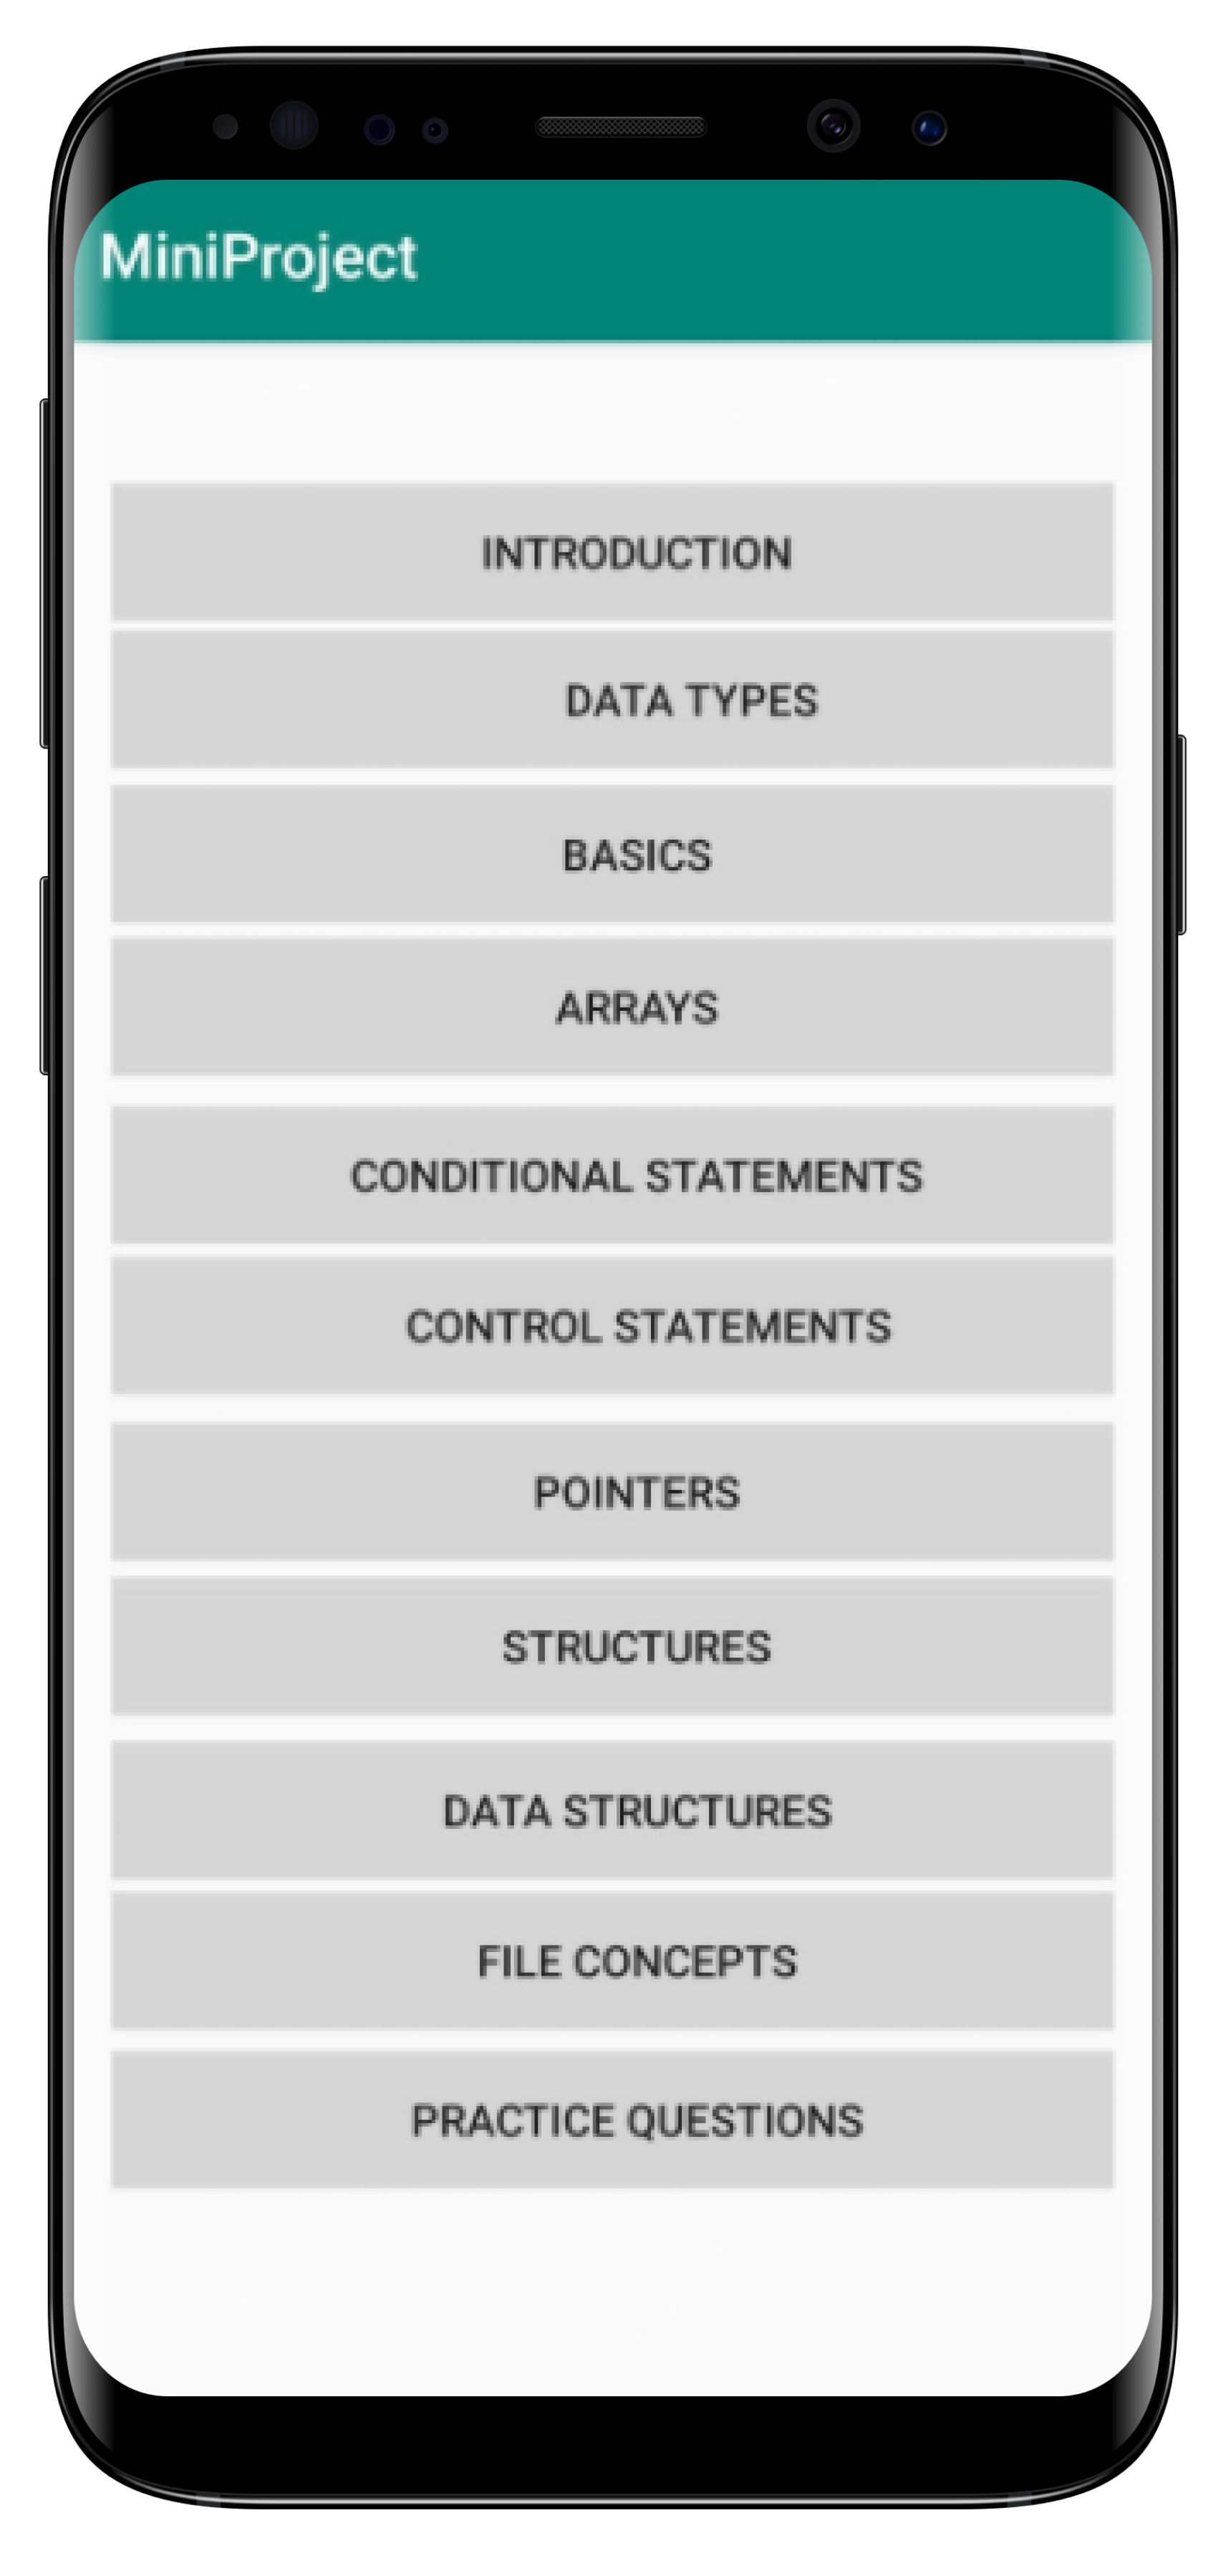 MiniProject
INTRODUCTION
DATA TYPES
BASICS
ARRAYS
CONDITIONAL STATEMENTS
CONTROL STATEMENTS
POINTERS
STRUCTURES
DATA STRUCTURES
FILE CONCEPTS
PRACTICE QUESTIONS